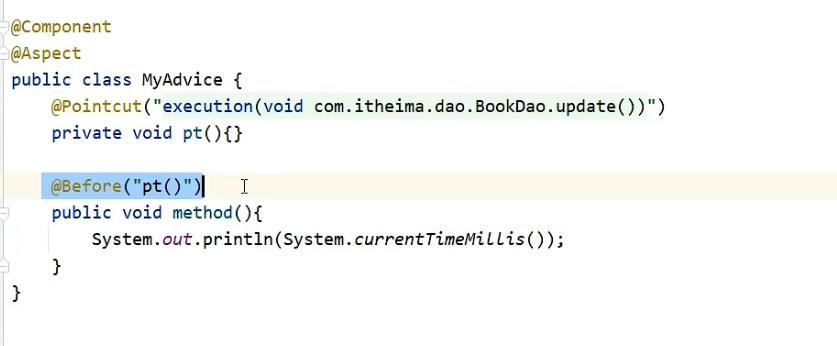 @Component
@Aspect
public class MyAdvice {
    @Pointcut("execution(void com.itheima.dao.BookDao.update())")
    private void pt(){}
    @Before("pt()")
    public void method(){
        System.out.println(System.currentTimeMillis());
    }
}